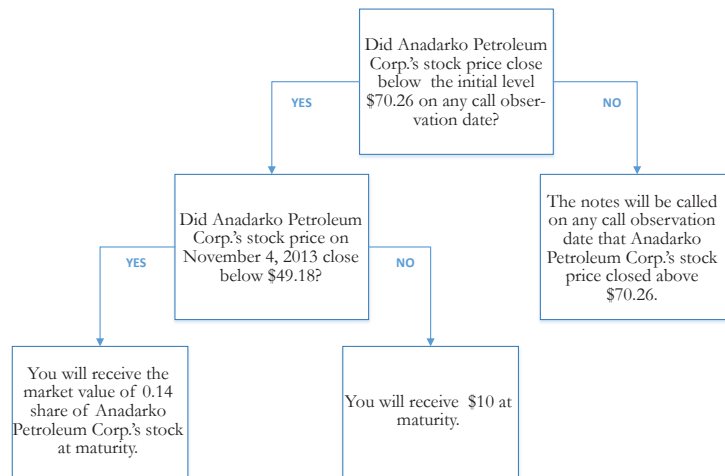 Did Anadarko Petroleum
Corp.'s stock price close
below the initial level
$70.26 on any call obser-
vation date?
YES
NO
Did Anadarko Petroleum
Corp.'s stock price on
November 4, 2013 close
below $49.18?
The notes will be called
on any call observation
date that Anadarko
Petroleum Corp.'s stock
price closed above
$70.26.
YES
NO
You will receive the
market value of 0.14
share of Anadarko
Petroleum Corp.'s stock
at maturity.
You will receive $10 at
maturity.